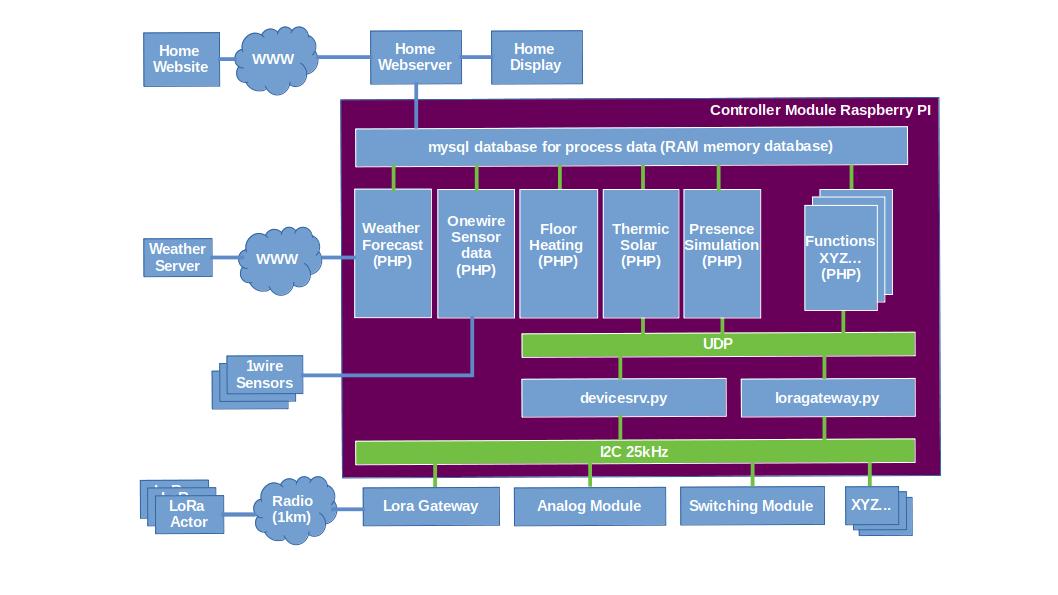 Home
Website
WWW
Home
Webserver
Home
Display
Controller Module Raspberry PI
mysql database for process data (RAM memory database)
Weather
Forecast
(PHP)
Onewire
Sensor
data
(PHP)
Floor
Heating
(PHP)
Thermic
Solar
(PHP)
Presence
Simulation
(PHP)
Functions
XYZ...
(PHP)
Weather
Server
WWW
UDP
1wire
Sensors
devicesrv.py
loragateway.py
I2C 25kHz
LoRa
Actor
Radio
(1km)
Lora Gateway
Analog Module
Switching Module
XYZ...